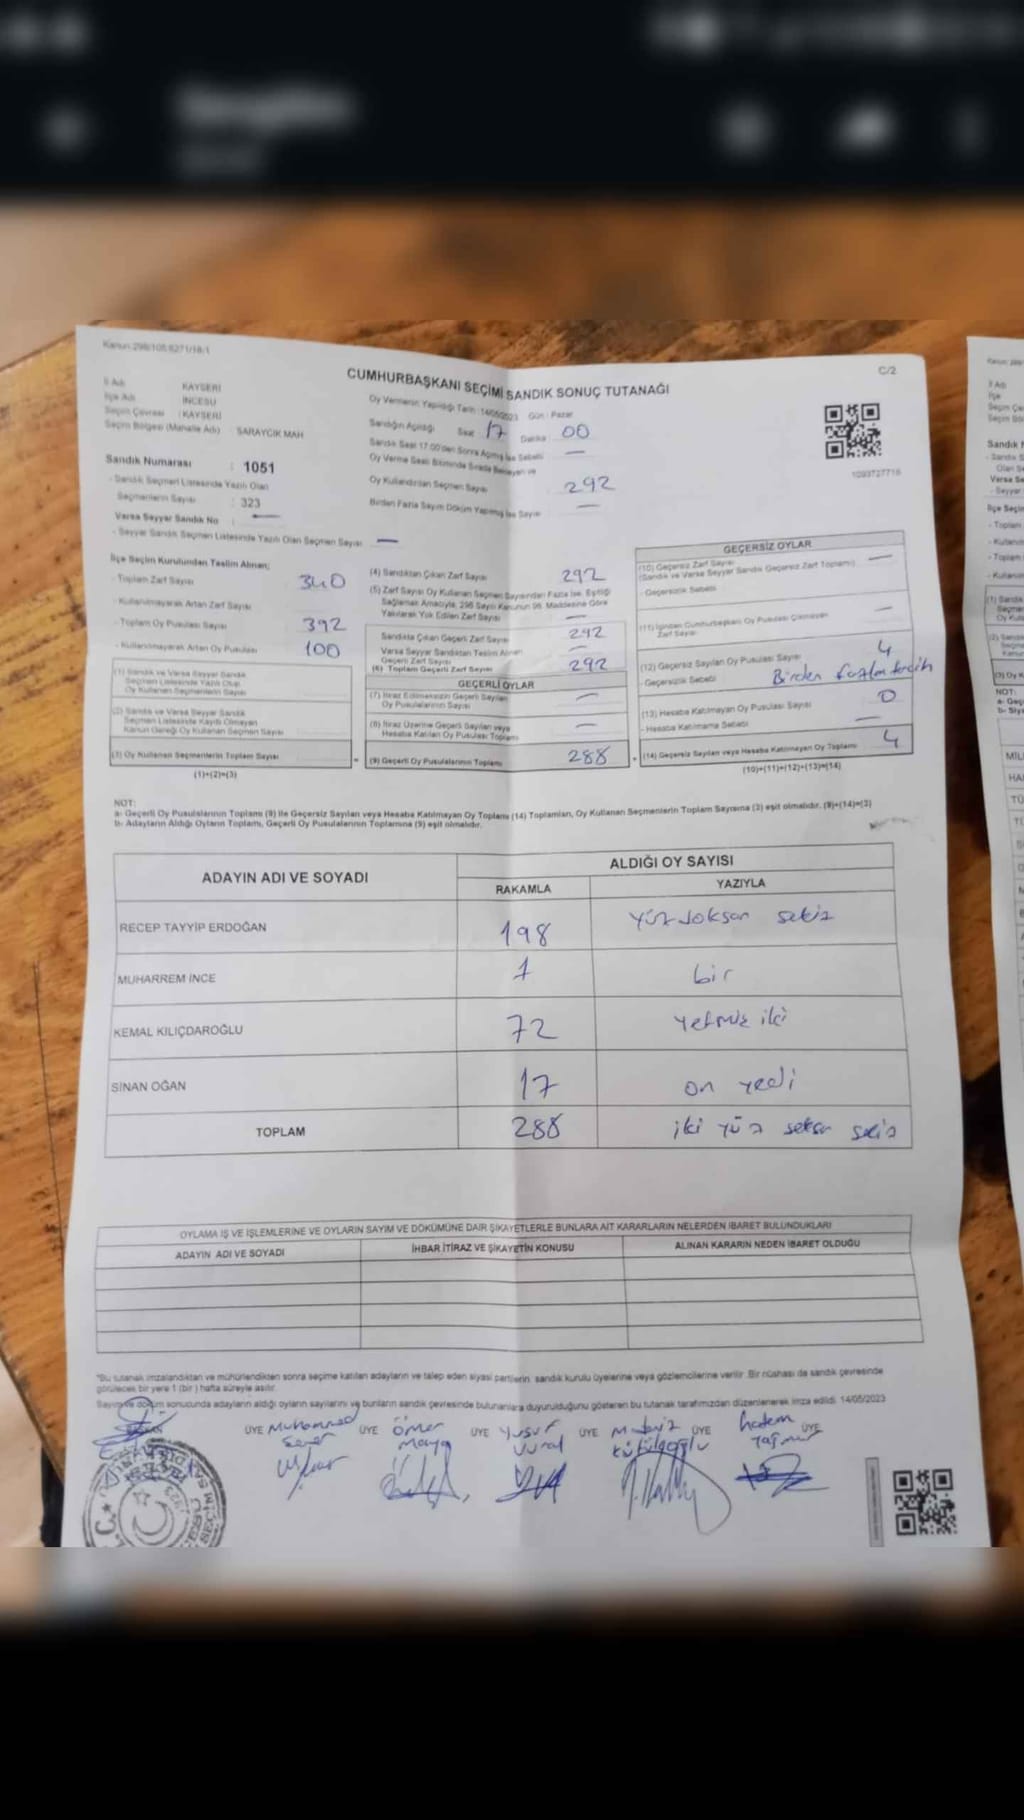 Kanun:298/105;6271/18/1
C/2
CUMHURBAŞKANI SEÇİMİ SANDIK SONUÇ TUTANAĞI
İl Adı KAYSERİ
İlçe Adı İNCESU
Seçim Çevresi : KAYSERİ
Seçim Bölgesi (Mahalle Adı) SARAYCIK MAH
Oy Vermenin Yapıldığı Tarih : 14/05/2023 Gün : Pazar
Sandığın Açıldığı Saat 17 Dakika 00
Sandık Saat 17:00'den Sonra Açılmış İse Sebebi —
Oy Verme Saati Bitiminde Sırada Bekleyen ve
Oy Kullandırılan Seçmen Sayısı 292
Birden Fazla Sayım Döküm Yapılmış İse Sayısı —
1093727718
Sandık Numarası : 1051
- Sandık Seçmen Listesinde Yazılı Olan
Seçmenlerin Sayısı : 323
Varsa Seyyar Sandık No : —
- Seyyar Sandık Seçmen Listesinde Yazılı Olan Seçmen Sayısı —
İlçe Seçim Kurulundan Teslim Alınan;
- Toplam Zarf Sayısı 340
- Kullanılmayarak Artan Zarf Sayısı
- Toplam Oy Pusulası Sayısı 392
- Kullanılmayarak Artan Oy Pusulası 100
(1) Sandık ve Varsa Seyyar Sandık
Seçmen Listesinde Yazılı Olup
Oy Kullanan Seçmenlerin Sayısı
(2) Sandık ve Varsa Seyyar Sandık
Seçmen Listesinde Kayıtlı Olmayan
Kanun Gereği Oy Kullanan Seçmen Sayısı
(3) Oy Kullanan Seçmenlerin Toplam Sayısı
(1)+(2)=(3)
(4) Sandıktan Çıkan Zarf Sayısı 292
(5) Zarf Sayısı Oy Kullanan Seçmen Sayısından Fazla İse, Eşitliği
Sağlamak Amacıyla, 298 Sayılı Kanunun 98. Maddesine Göre
Yakılarak Yok Edilen Zarf Sayısı —
Sandıkta Çıkan Geçerli Zarf Sayısı 292
Varsa Seyyar Sandıktan Teslim Alınan
Geçerli Zarf Sayısı —
(6) Toplam Geçerli Zarf Sayısı 292
GEÇERLİ OYLAR
(7) İtiraz Edilmeksizin Geçerli Sayılan
Oy Pusulalarının Sayısı —
(8) İtiraz Üzerine Geçerli Sayılan veya
Hesaba Katılan Oy Pusulası Toplamı —
(9) Geçerli Oy Pusulalarının Toplamı 288
GEÇERSİZ OYLAR
(10) Geçersiz Zarf Sayısı —
(Sandık ve Varsa Seyyar Sandık Geçersiz Zarf Toplamı)
- Geçersizlik Sebebi
(11) İçinden Cumhurbaşkanı Oy Pusulası Çıkmayan —
Zarf Sayısı
(12) Geçersiz Sayılan Oy Pusulası Sayısı 4
- Geçersizlik Sebebi Birden fazla tercih
(13) Hesaba Katılmayan Oy Pusulası Sayısı 0
- Hesaba Katılmama Sebebi —
(14) Geçersiz Sayılan veya Hesaba Katılmayan Oy Toplamı 4
(10)+(11)+(12)+(13)=(14)
NOT:
a- Geçerli Oy Pusulalarının Toplamı (9) ile Geçersiz Sayılan veya Hesaba Katılmayan Oy Toplamı (14) Toplamları, Oy Kullanan Seçmenlerin Toplam Sayısına (3) eşit olmalıdır. (9)+(14)=(3)
b- Adayların Aldığı Oyların Toplamı, Geçerli Oy Pusulalarının Toplamına (9) eşit olmalıdır.
ADAYIN ADI VE SOYADI ALDIĞI OY SAYISI
RAKAMLA YAZIYLA
RECEP TAYYİP ERDOĞAN 198 yüz doksan sekiz
MUHARREM İNCE 1 bir
KEMAL KILIÇDAROĞLU 72 yetmiş iki
SİNAN OĞAN 17 on yedi
TOPLAM 288 iki yüz seksen sekiz
OYLAMA İŞ VE İŞLEMLERİNE VE OYLARIN SAYIM VE DÖKÜMÜNE DAİR ŞİKAYETLERLE BUNLARA AİT KARARLARIN NELERDEN İBARET BULUNDUKLARI
ADAYIN ADI VE SOYADI İHBAR İTİRAZ VE ŞİKAYETİN KONUSU ALINAN KARARIN NEDEN İBARET OLDUĞU
*Bu tutanak imzalandıktan ve mühürlendikten sonra seçime katılan adayların ve talep eden siyasi partilerin sandık kurulu üyelerine veya gözlemcilerine verilir. Bir nüshası da sandık çevresinde
görülecek bir yere 1 (bir) hafta süreyle asılır.
Sayım ve döküm sonucunda adayların aldığı oyların sayılarını ve bunların sandık çevresinde bulunanlara duyurulduğunu gösteren bu tutanak tarafımızdan düzenlenerek imza edildi. 14/05/2023
ÜYE Muhammed ÜYE Ömer ÜYE Yusuf ÜYE ÜYE hatem ÜYE
Maya Vural Yağmur